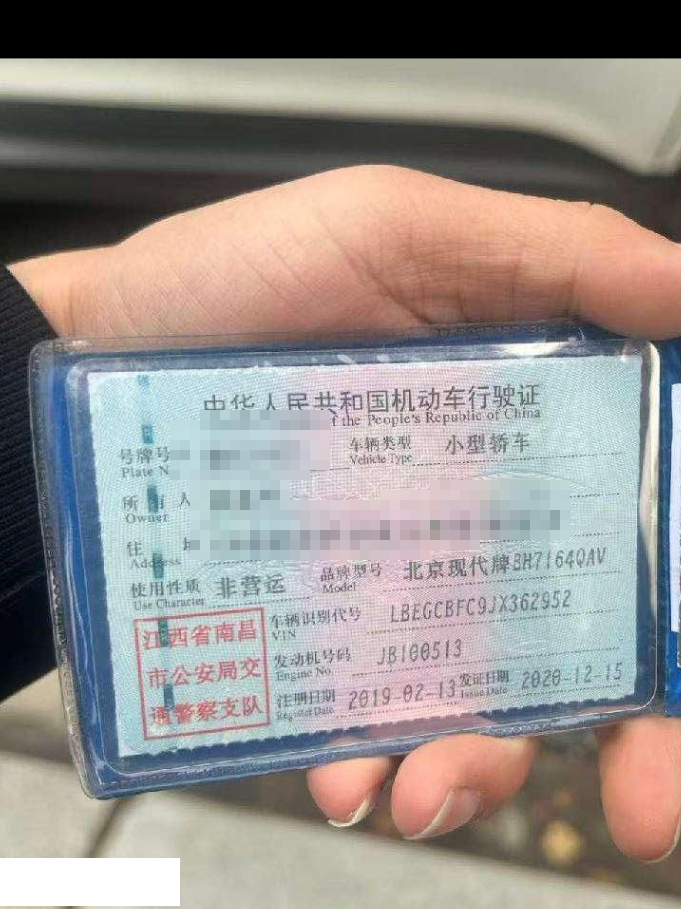 中华人民共和国机动车行驶证
f the People's Republic of China
号牌号 车辆类型 小型轿车
Plate N Vehicle Type
所有人
Owner
住
Address
使用性质 非营运 品牌型号 北京现代牌BH7164QAV
Use Character Model
江西省南昌
市公安局交
通警察支队
车辆识别代号 LBEGCBFC9JX362952
VIN
发动机号码 JB100513
Engine No.
注册日期 2019-02-13 发证日期 2020-12-15
Register Date Issue Date